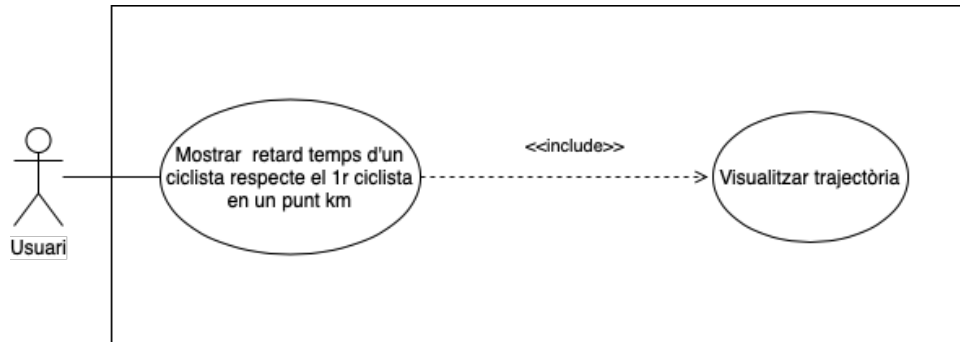 Mostrar retard temps d'un
ciclista respecte el 1r ciclista
en un punt km
<<include>>
Visualitzar trajectòria
Usuari